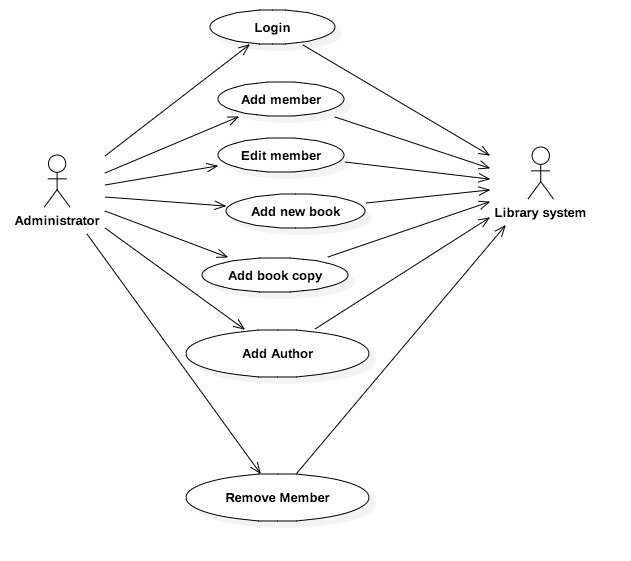 Login
Add member
Edit member
Add new book
Administrator
Library system
Add book copy
Add Author
Remove Member